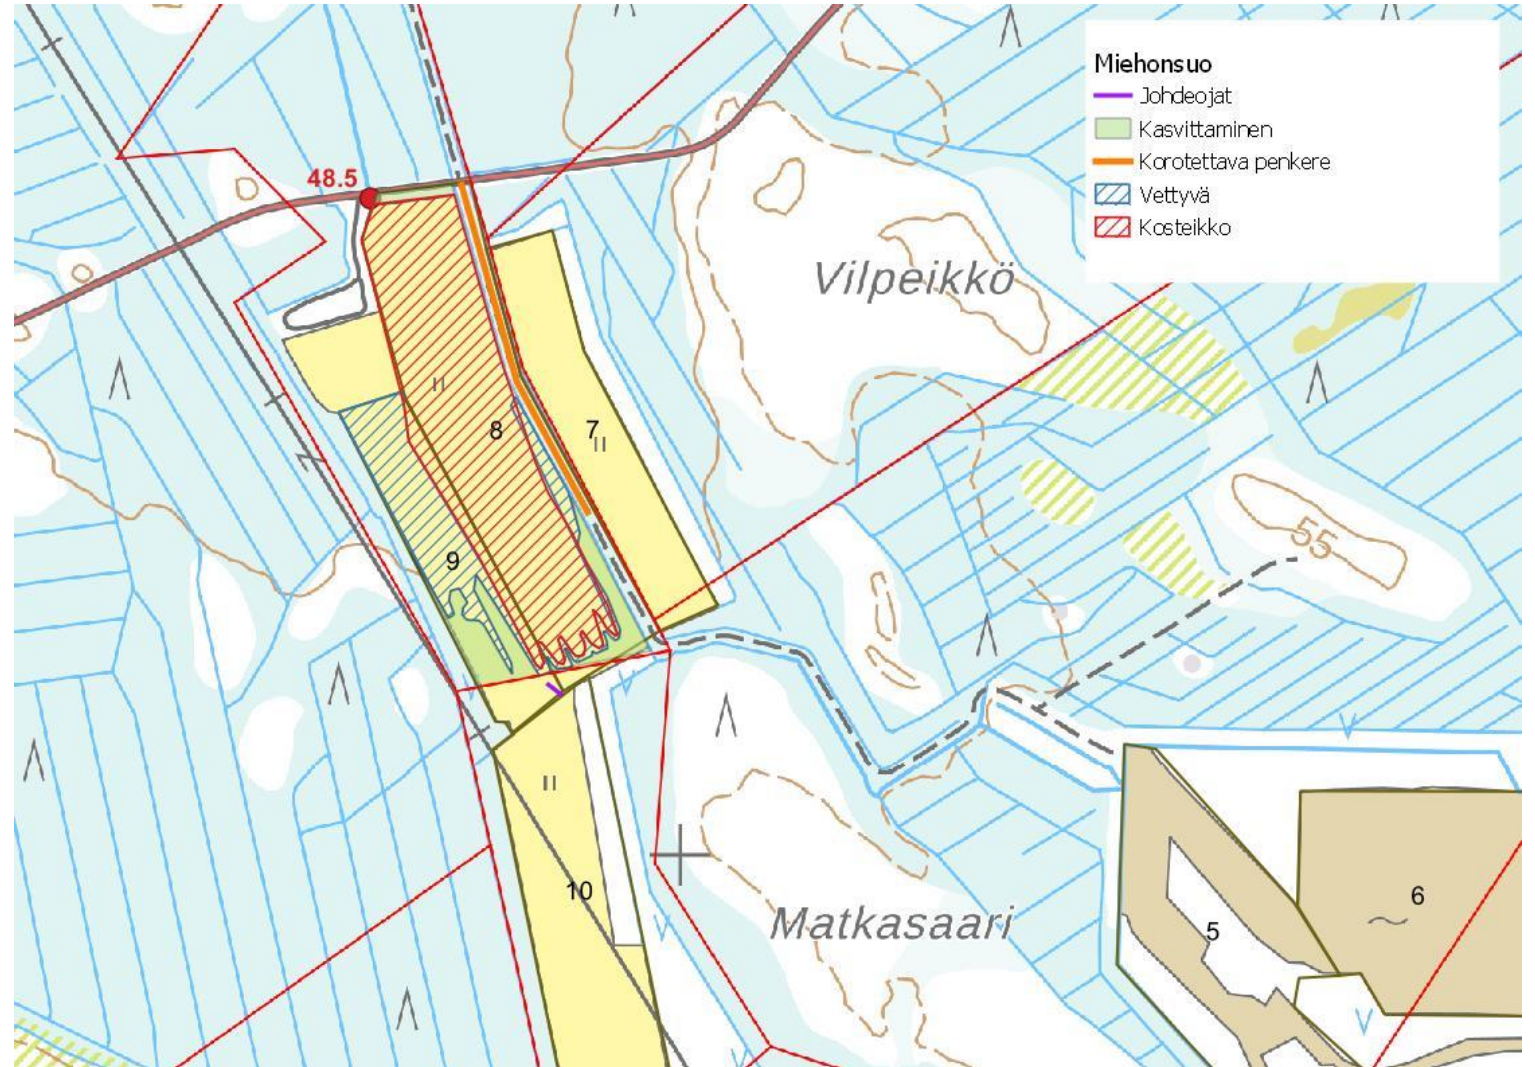 Miehonsuo
Johdeojat
Kasvittaminen
Korotettava penkere
Vettyvä
Kosteikko
48.5
Vilpeikkö
8
7
55
9
10
Matkasaari
6
5